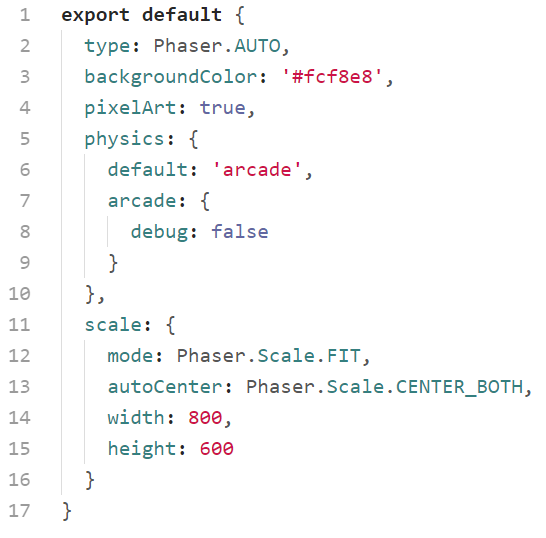 1 export default {
2 type: Phaser.AUTO,
3 backgroundColor: '#fcf8e8',
4 pixelArt: true,
5 physics: {
6 default: 'arcade',
7 arcade: {
8 debug: false
9 }
10 },
11 scale: {
12 mode: Phaser.Scale.FIT,
13 autoCenter: Phaser.Scale.CENTER_BOTH,
14 width: 800,
15 height: 600
16 }
17 }